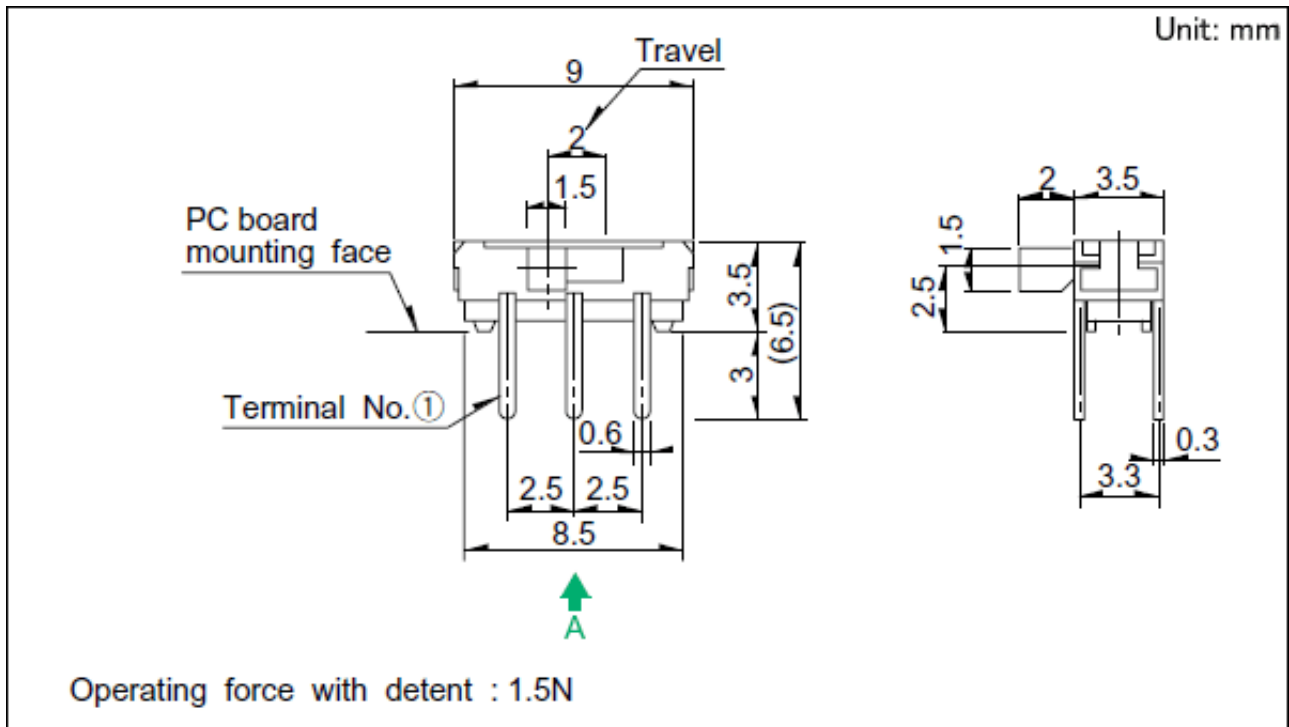 Unit: mm
Travel
9
2
1.5
PC board
mounting face
3.5
(6.5)
3
Terminal No.①
0.6
2.5 2.5
8.5
A
2 3.5
1.5
2.5
0.3
3.3
Operating force with detent : 1.5N